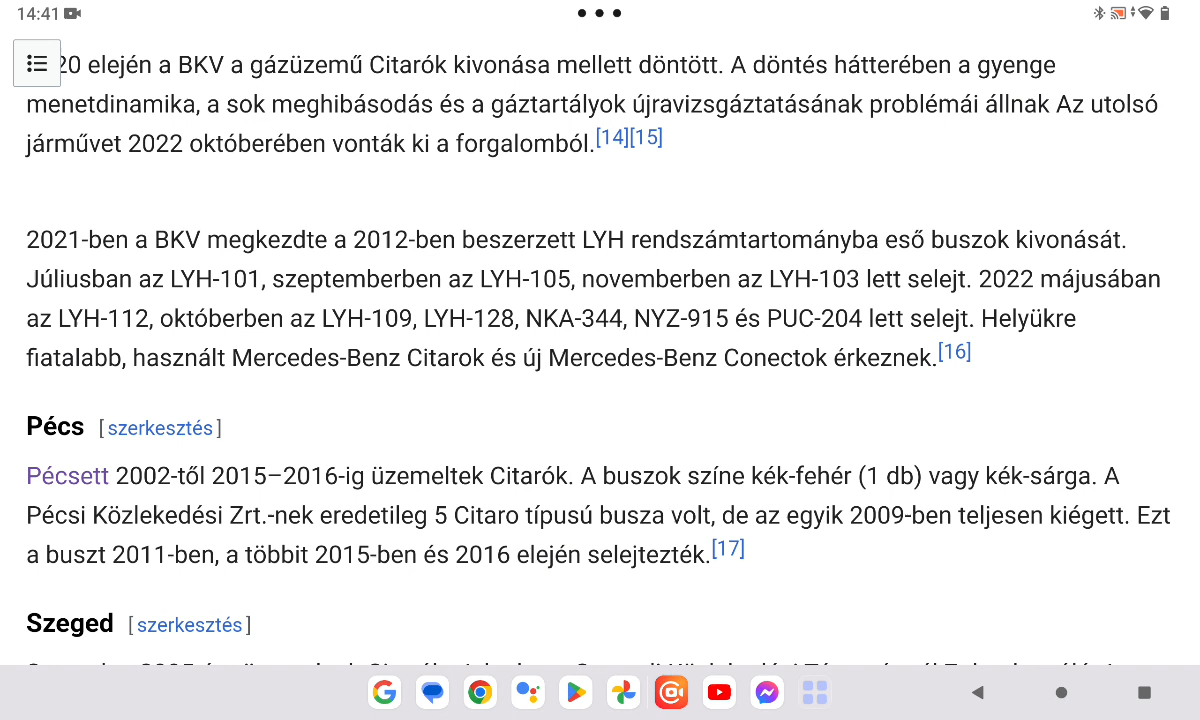 14:41
20 elején a BKV a gázüzemű Citarók kivonása mellett döntött. A döntés hátterében a gyenge
menetdinamika, a sok meghibásodás és a gáztartályok újravizsgáztatásának problémái állnak Az utolsó
járművet 2022 októberében vonták ki a forgalomból.[14][15]
2021-ben a BKV megkezdte a 2012-ben beszerzett LYH rendszámtartományba eső buszok kivonását.
Júliusban az LYH-101, szeptemberben az LYH-105, novemberben az LYH-103 lett selejt. 2022 májusában
az LYH-112, októberben az LYH-109, LYH-128, NKA-344, NYZ-915 és PUC-204 lett selejt. Helyükre
fiatalabb, használt Mercedes-Benz Citarok és új Mercedes-Benz Conectok érkeznek.[16]
Pécs [szerkesztés]
Pécsett 2002-től 2015–2016-ig üzemeltek Citarók. A buszok színe kék-fehér (1 db) vagy kék-sárga. A
Pécsi Közlekedési Zrt.-nek eredetileg 5 Citaro típusú busza volt, de az egyik 2009-ben teljesen kiégett. Ezt
a buszt 2011-ben, a többit 2015-ben és 2016 elején selejtezték.[17]
Szeged [szerkesztés]